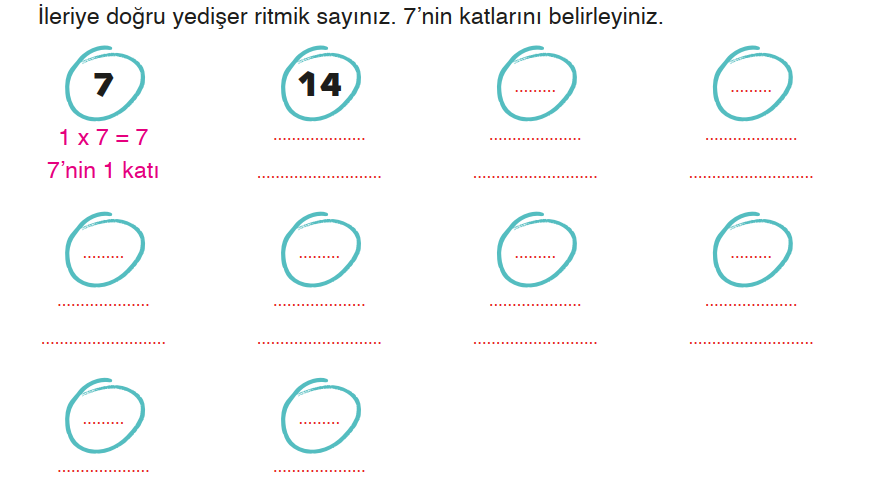 İleriye doğru yedişer ritmik sayınız. 7’nin katlarını belirleyiniz.
7 14 ......... .........
1 x 7 = 7 .................... .................... ....................
7’nin 1 katı ........................... ........................... ...........................
......... ......... ......... .........
.................... .................... .................... ....................
........................... ........................... ........................... ...........................
......... .........
.................... ....................